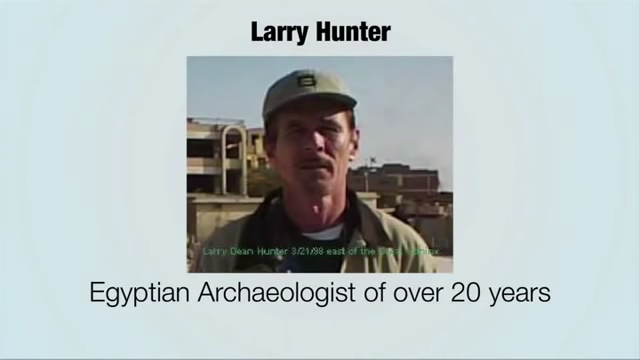 Larry Hunter
Larry Dean Hunter 3/21/98 east of the
Egyptian Archaeologist of over 20 years